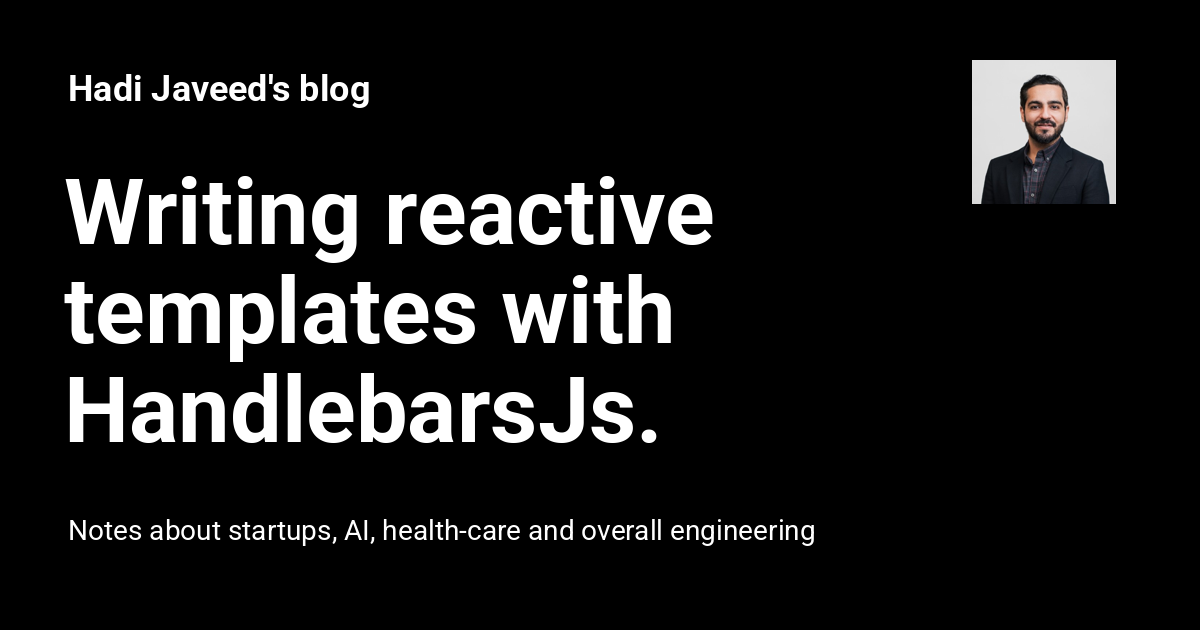 Hadi Javeed's blog
Writing reactive
templates with
HandlebarsJs.
Notes about startups, AI, health-care and overall engineering